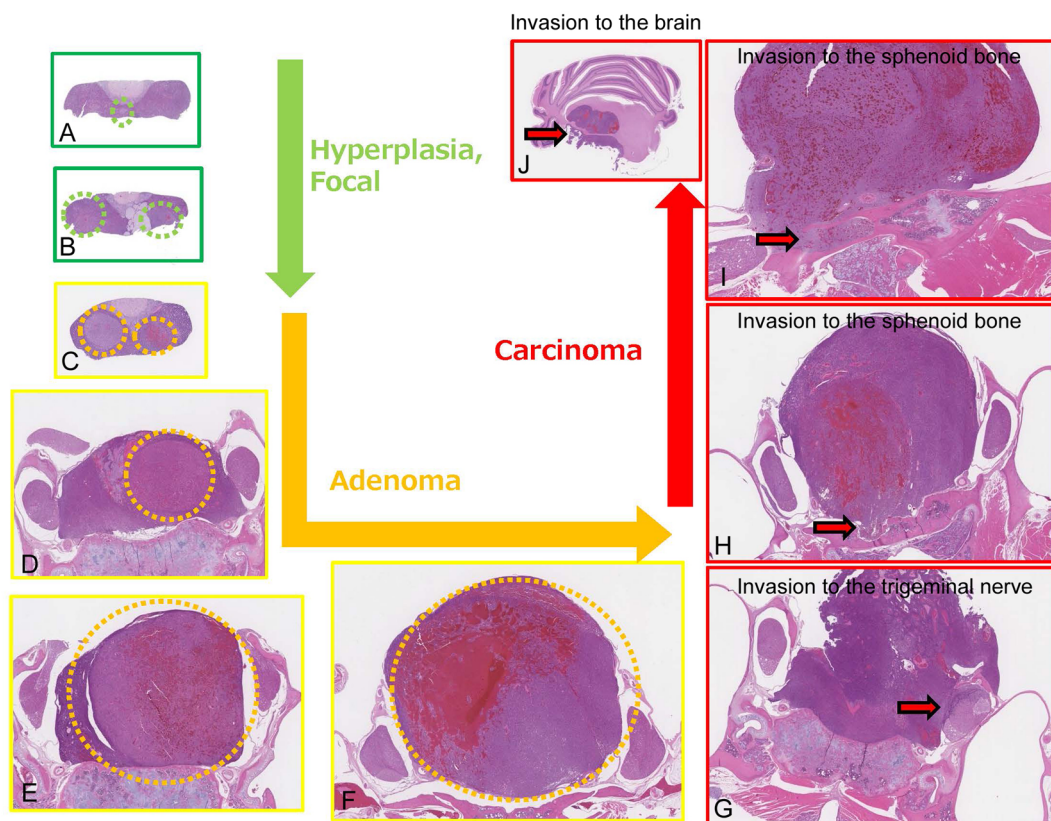 Invasion to the brain
A
B
C
D
E
F
Hyperplasia,
Focal
Adenoma
Carcinoma
J
Invasion to the sphenoid bone
I
Invasion to the sphenoid bone
H
Invasion to the trigeminal nerve
G